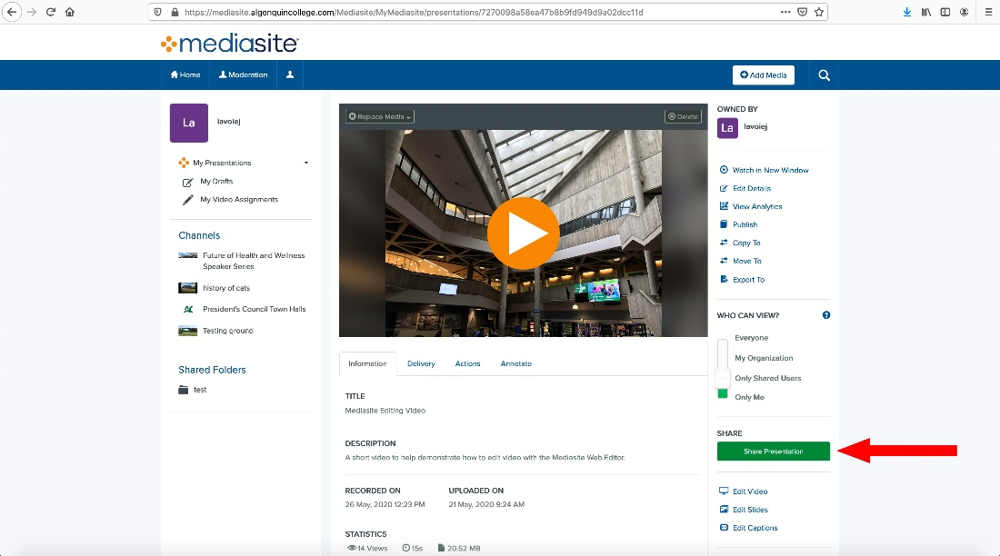 https://mediasite.algonquincollege.com/Mediasite/MyMediasite/presentations/7270098a58ea47b8b9fd949d9a02dcc11d
mediasite
Home
Moderation
Add Media
La
lavoiej
My Presentations
My Drafts
My Video Assignments
Channels
Future of Health and Wellness
Speaker Series
history of cats
President's Council Town Halls
Testing ground
Shared Folders
test
Replace Media
Delete
Information
Delivery
Actions
Annotate
TITLE
Mediasite Editing Video
DESCRIPTION
A short video to help demonstrate how to edit video with the Mediasite Web Editor.
RECORDED ON
UPLOADED ON
26 May, 2020 12:23 PM
21 May, 2020 9:24 AM
STATISTICS
14 Views
15s
20.52 MB
OWNED BY
La
lavoiej
Watch in New Window
Edit Details
View Analytics
Publish
Copy To
Move To
Export To
WHO CAN VIEW?
Everyone
My Organization
Only Shared Users
Only Me
SHARE
Share Presentation
Edit Video
Edit Slides
Edit Captions